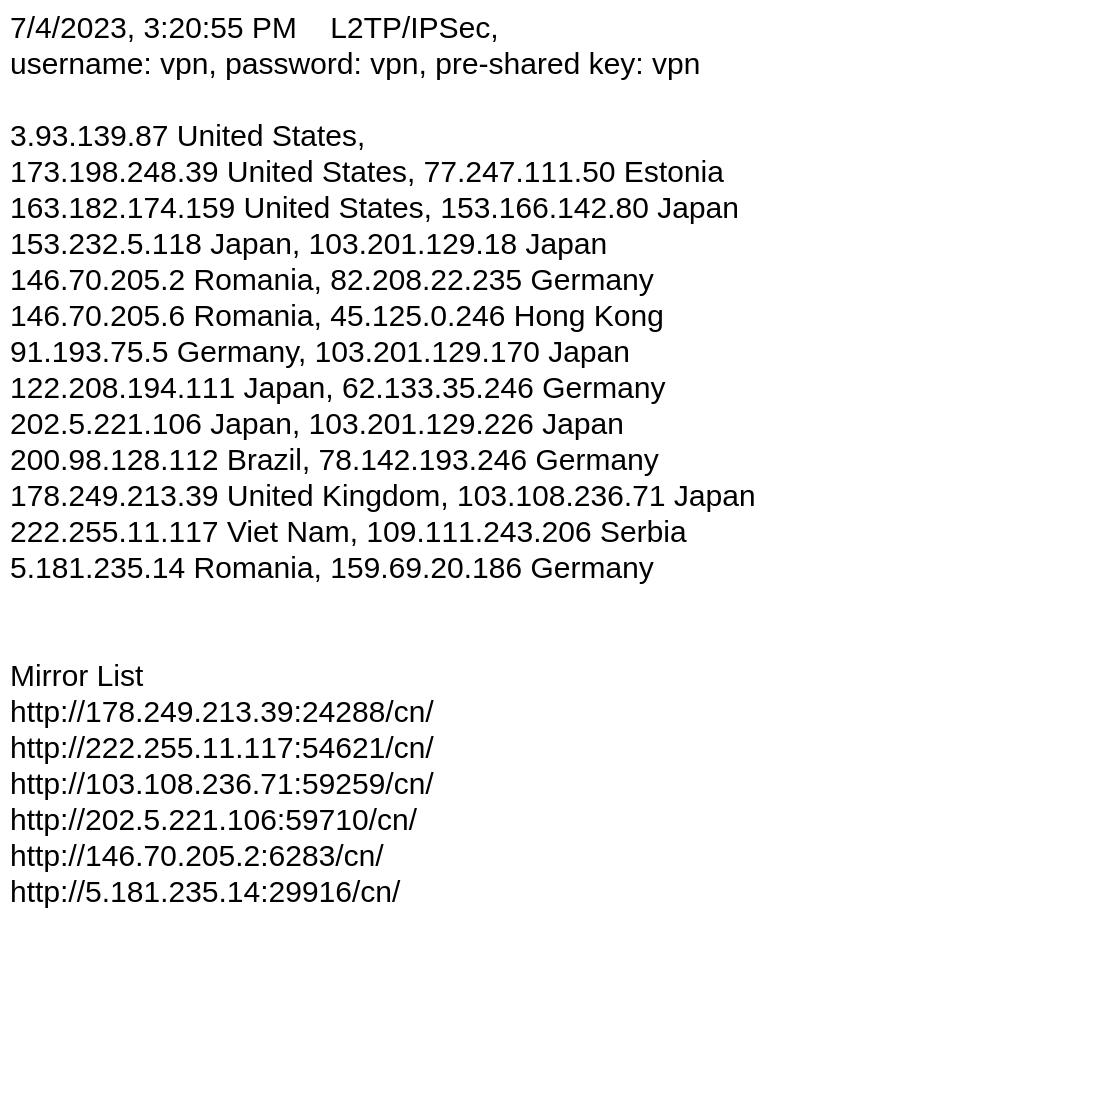 7/4/2023, 3:20:55 PM    L2TP/IPSec,
username: vpn, password: vpn, pre-shared key: vpn
3.93.139.87 United States,
173.198.248.39 United States, 77.247.111.50 Estonia
163.182.174.159 United States, 153.166.142.80 Japan
153.232.5.118 Japan, 103.201.129.18 Japan
146.70.205.2 Romania, 82.208.22.235 Germany
146.70.205.6 Romania, 45.125.0.246 Hong Kong
91.193.75.5 Germany, 103.201.129.170 Japan
122.208.194.111 Japan, 62.133.35.246 Germany
202.5.221.106 Japan, 103.201.129.226 Japan
200.98.128.112 Brazil, 78.142.193.246 Germany
178.249.213.39 United Kingdom, 103.108.236.71 Japan
222.255.11.117 Viet Nam, 109.111.243.206 Serbia
5.181.235.14 Romania, 159.69.20.186 Germany
Mirror List
http://178.249.213.39:24288/cn/
http://222.255.11.117:54621/cn/
http://103.108.236.71:59259/cn/
http://202.5.221.106:59710/cn/
http://146.70.205.2:6283/cn/
http://5.181.235.14:29916/cn/